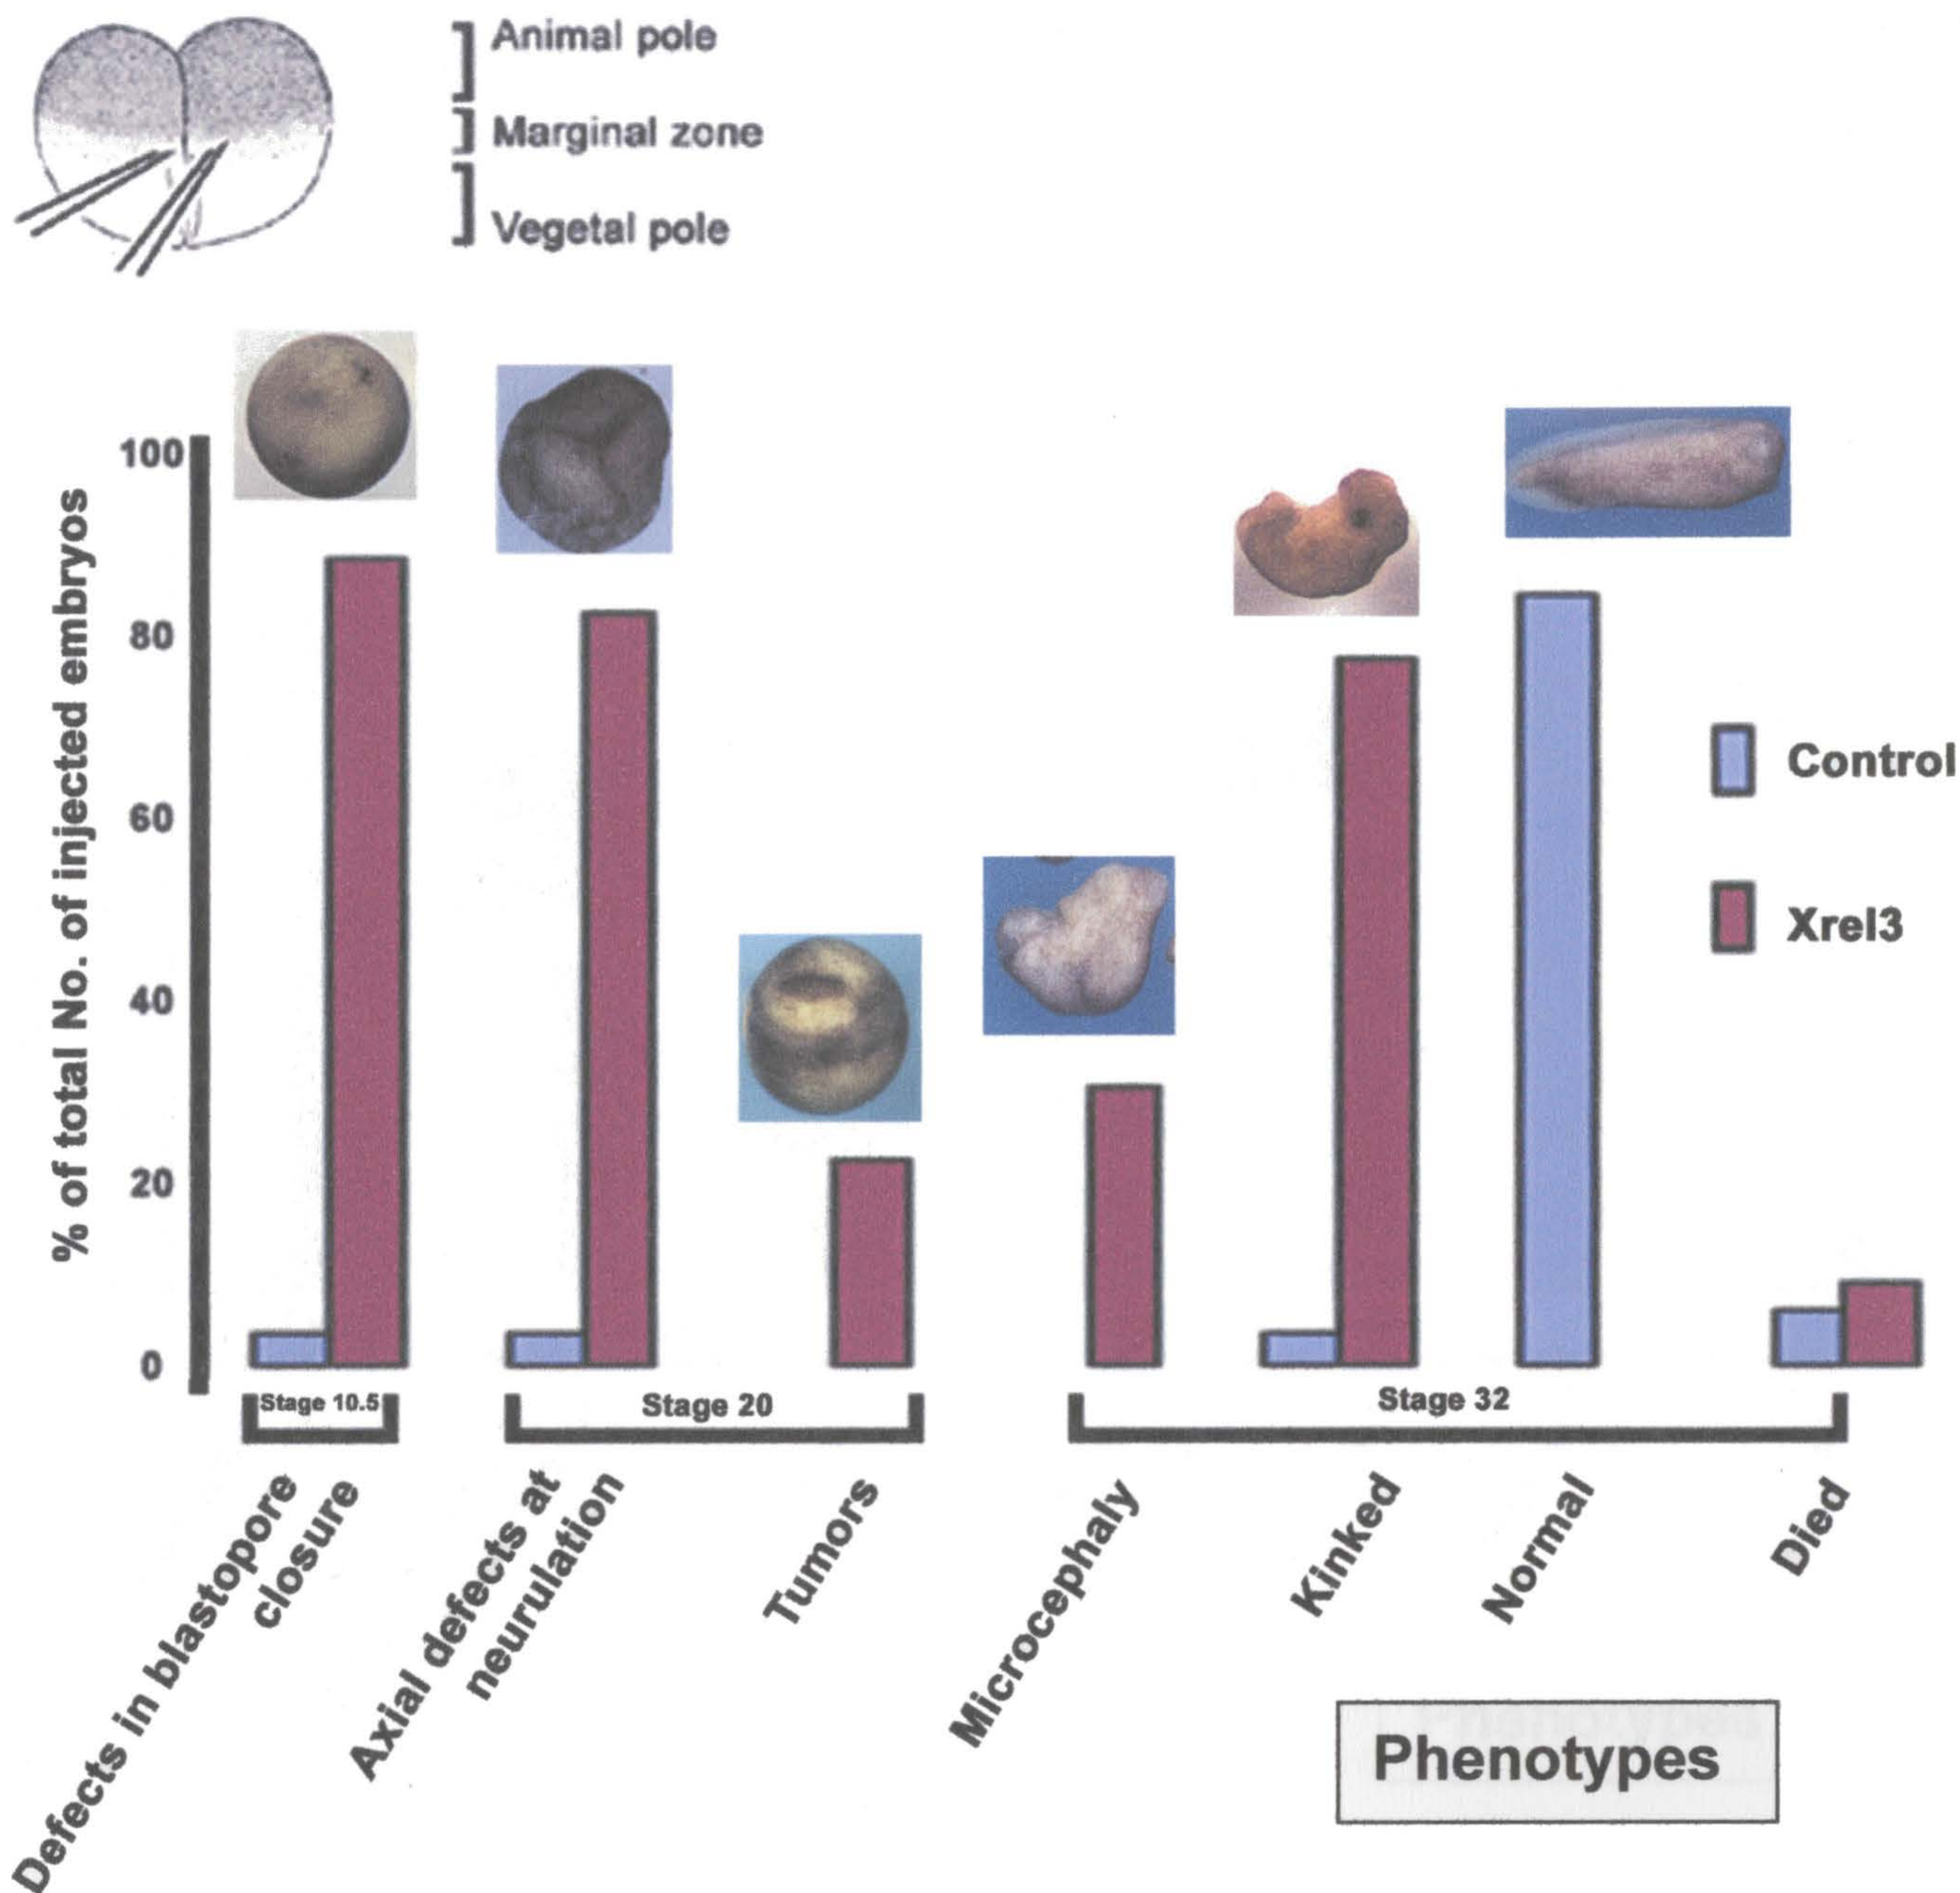 Animal pole
Marginal zone
Vegetal pole
% of total No. of injected embryos
100
80
60
40
20
0
Control
Xrel3
Stage 10.5
Stage 20
Stage 32
Defects in blastopore
closure
Axial defects at
neurulation
Tumors
Microcephaly
Kinked
Normal
Died
Phenotypes